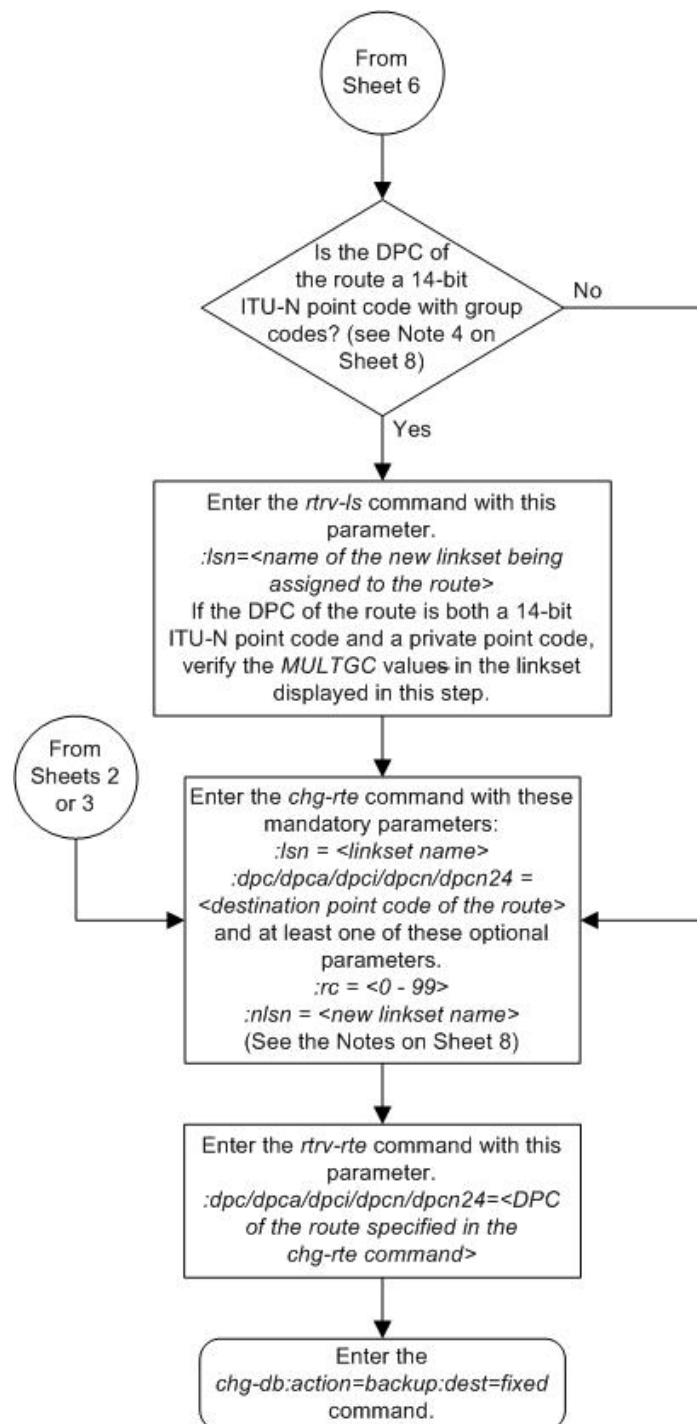 From
Sheet 6
Is the DPC of
the route a 14-bit
ITU-N point code with group
codes? (see Note 4 on
Sheet 8)
No
Yes
Enter the rtrv-ls command with this
parameter.
:lsn=<name of the new linkset being
assigned to the route>
If the DPC of the route is both a 14-bit
ITU-N point code and a private point code,
verify the MULTGC values in the linkset
displayed in this step.
From
Sheets 2
or 3
Enter the chg-rte command with these
mandatory parameters:
:lsn = <linkset name>
:dpc/dpca/dpci/dpcn/dpcn24 =
<destination point code of the route>
and at least one of these optional
parameters.
:rc = <0 - 99>
:nlsn = <new linkset name>
(See the Notes on Sheet 8)
Enter the rtrv-rte command with this
parameter.
:dpc/dpca/dpci/dpcn/dpcn24=<DPC
of the route specified in the
chg-rte command>
Enter the
chg-db:action=backup:dest=fixed
command.